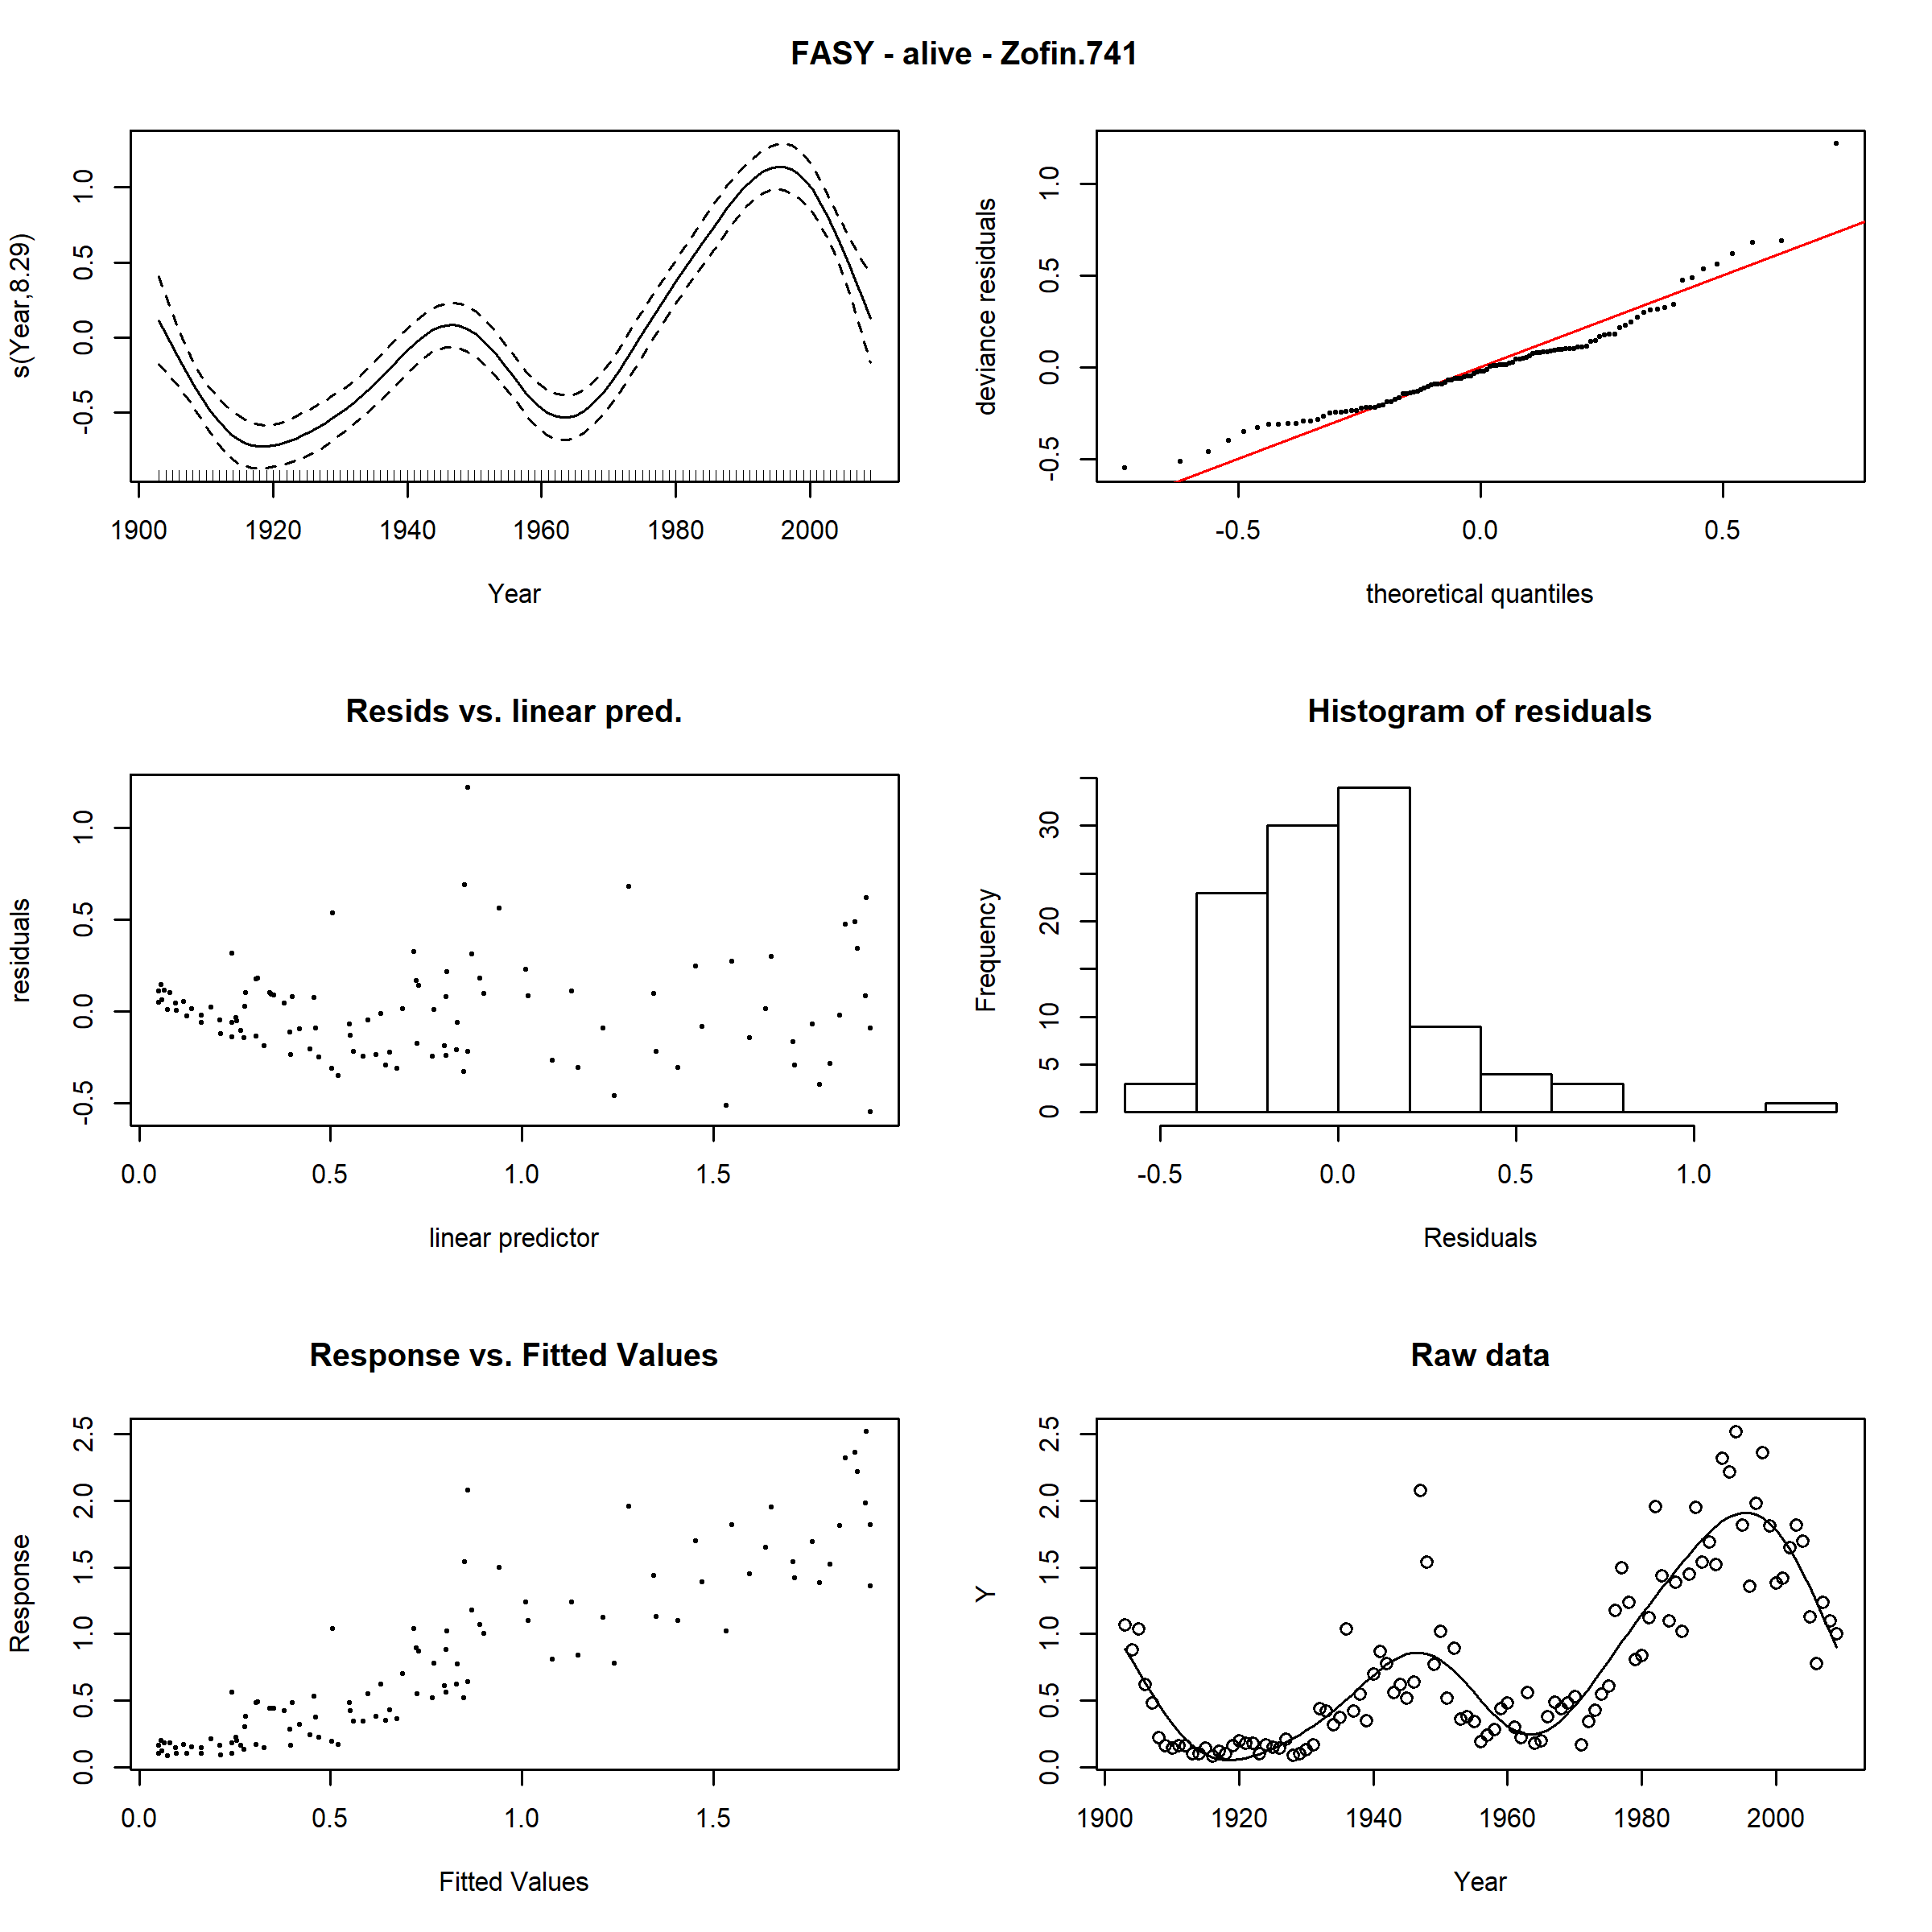 FASY - alive - Zofin.741
s(Year,8.29)
-0.5 0.0 0.5 1.0
1900 1920 1940 1960 1980 2000
Year
deviance residuals
-0.5 0.0 0.5 1.0
-0.5 0.0 0.5
theoretical quantiles
Resids vs. linear pred.
residuals
-0.5 0.0 0.5 1.0
0.0 0.5 1.0 1.5
linear predictor
Histogram of residuals
Frequency
0 5 10 20 30
-0.5 0.0 0.5 1.0
Residuals
Response vs. Fitted Values
Response
0.0 0.5 1.0 1.5 2.0 2.5
0.0 0.5 1.0 1.5
Fitted Values
Raw data
Y
0.0 0.5 1.0 1.5 2.0 2.5
1900 1920 1940 1960 1980 2000
Year